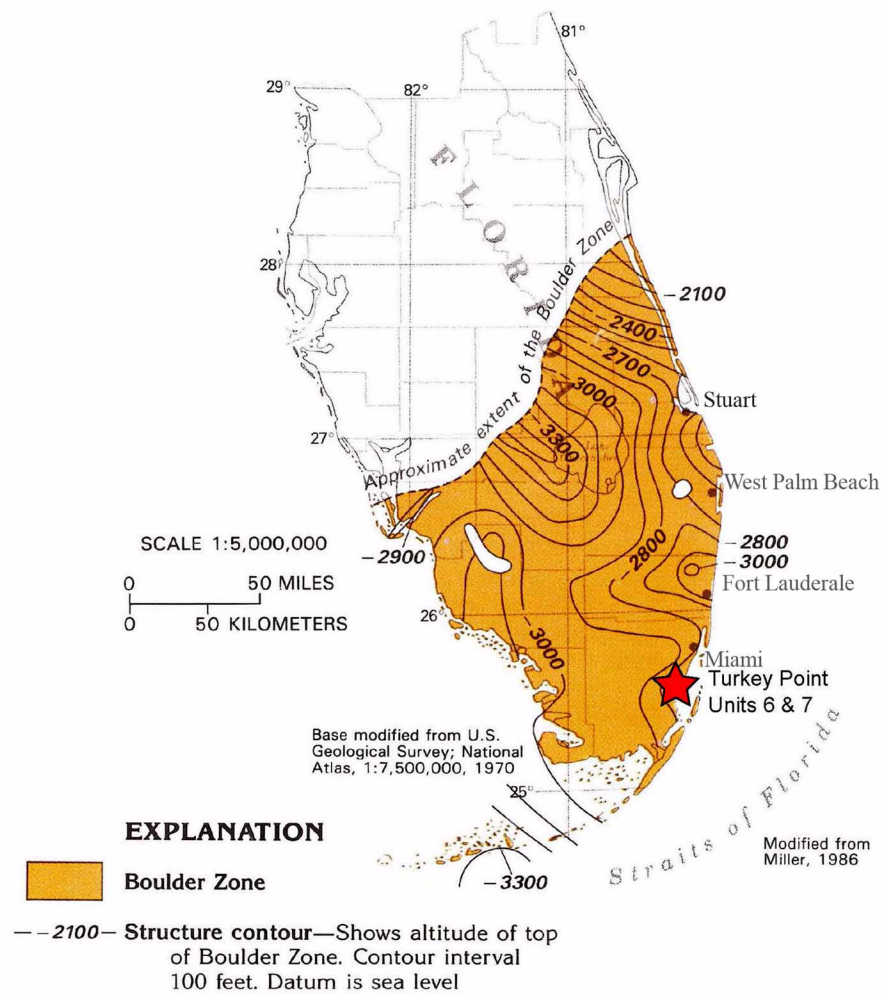 81°
29°
82°
FLORIDA
28°
Approximate extent of the Boulder Zone
-2100
-2400
-2700
-3000
Stuart
-3300
27°
Lake
West Palm Beach
SCALE 1:5,000,000
-2900
-2800
-2800
-3000
0 50 MILES
Fort Lauderale
0 50 KILOMETERS
26°
-3000
Miami
Turkey Point
Units 6 & 7
Base modified from U.S.
Geological Survey; National
Atlas, 1:7,500,000, 1970
25°
Straits of Florida
EXPLANATION
Modified from
Miller, 1986
Boulder Zone
-3300
– –2100– Structure contour—Shows altitude of top
of Boulder Zone. Contour interval
100 feet. Datum is sea level